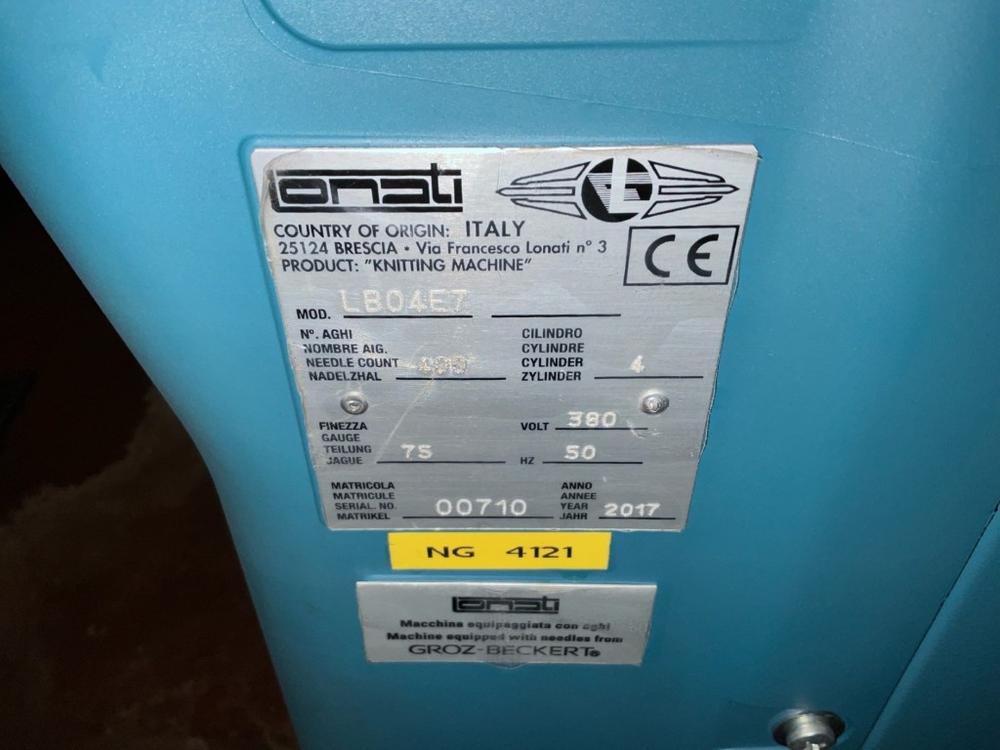 Lonati
COUNTRY OF ORIGIN: ITALY
25124 BRESCIA • Via Francesco Lonati n° 3
PRODUCT: "KNITTING MACHINE"
CE
MOD. LB04E7
N°. AGHI
NOMBRE AIG.
NEEDLE COUNT 400
NADELZHAL
CILINDRO
CYLINDRE
CYLINDER 4
ZYLINDER
FINEZZA
GAUGE
TEILUNG 75
JAGUE
VOLT 380
HZ 50
MATRICOLA
MATRICULE
SERIAL. NO. 00710
MATRIKEL
ANNO
ANNEE
YEAR 2017
JAHR
NG 4121
Lonati
Macchina equipaggiata con aghi
Machine equipped with needles from
GROZ-BECKERT®